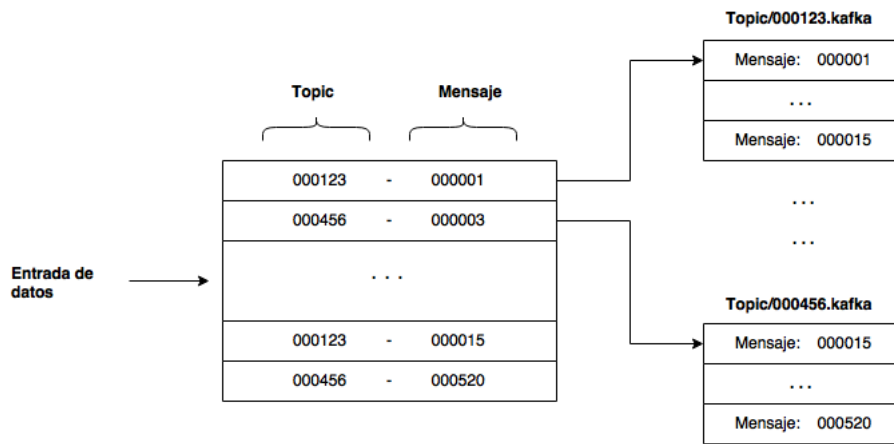 Topic/000123.kafka
Mensaje: 000001
...
Mensaje: 000015
Topic Mensaje
000123 - 000001
000456 - 000003
...
000123 - 000015
000456 - 000520
Entrada de
datos
...
...
Topic/000456.kafka
Mensaje: 000015
...
Mensaje: 000520